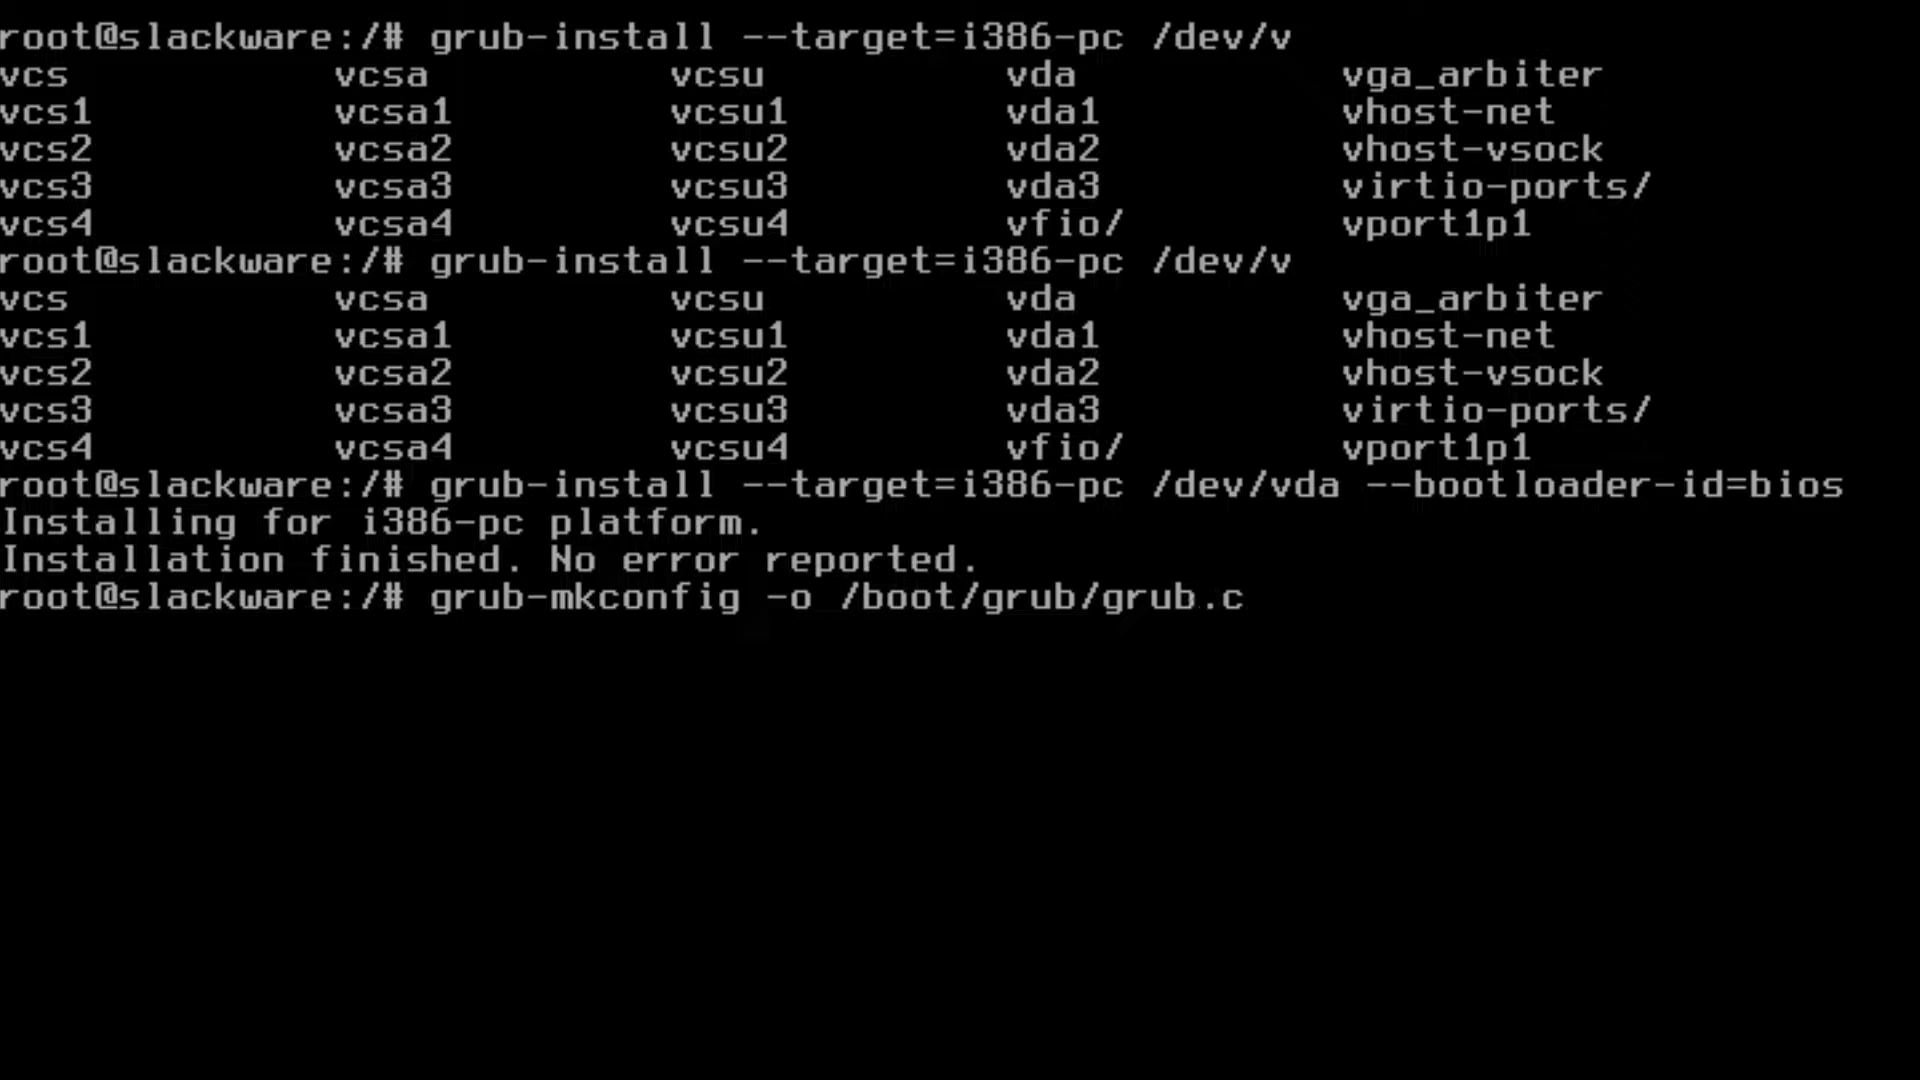 root@slackware:/# grub-install --target=i386-pc /dev/v
vcs vcsa vcsu vda vga_arbiter
vcs1 vcsa1 vcsu1 vda1 vhost-net
vcs2 vcsa2 vcsu2 vda2 vhost-vsock
vcs3 vcsa3 vcsu3 vda3 virtio-ports/
vcs4 vcsa4 vcsu4 vfio/ vport1p1
root@slackware:/# grub-install --target=i386-pc /dev/v
vcs vcsa vcsu vda vga_arbiter
vcs1 vcsa1 vcsu1 vda1 vhost-net
vcs2 vcsa2 vcsu2 vda2 vhost-vsock
vcs3 vcsa3 vcsu3 vda3 virtio-ports/
vcs4 vcsa4 vcsu4 vfio/ vport1p1
root@slackware:/# grub-install --target=i386-pc /dev/vda --bootloader-id=bios
Installing for i386-pc platform.
Installation finished. No error reported.
root@slackware:/# grub-mkconfig -o /boot/grub/grub.c